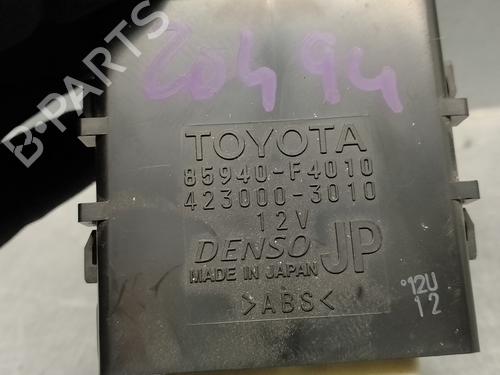 20494
B-PARTS
TOYOTA
85940-F4010
423000-3010
12V
DENSO JP
MADE IN JAPAN
>ABS<
°12U
12